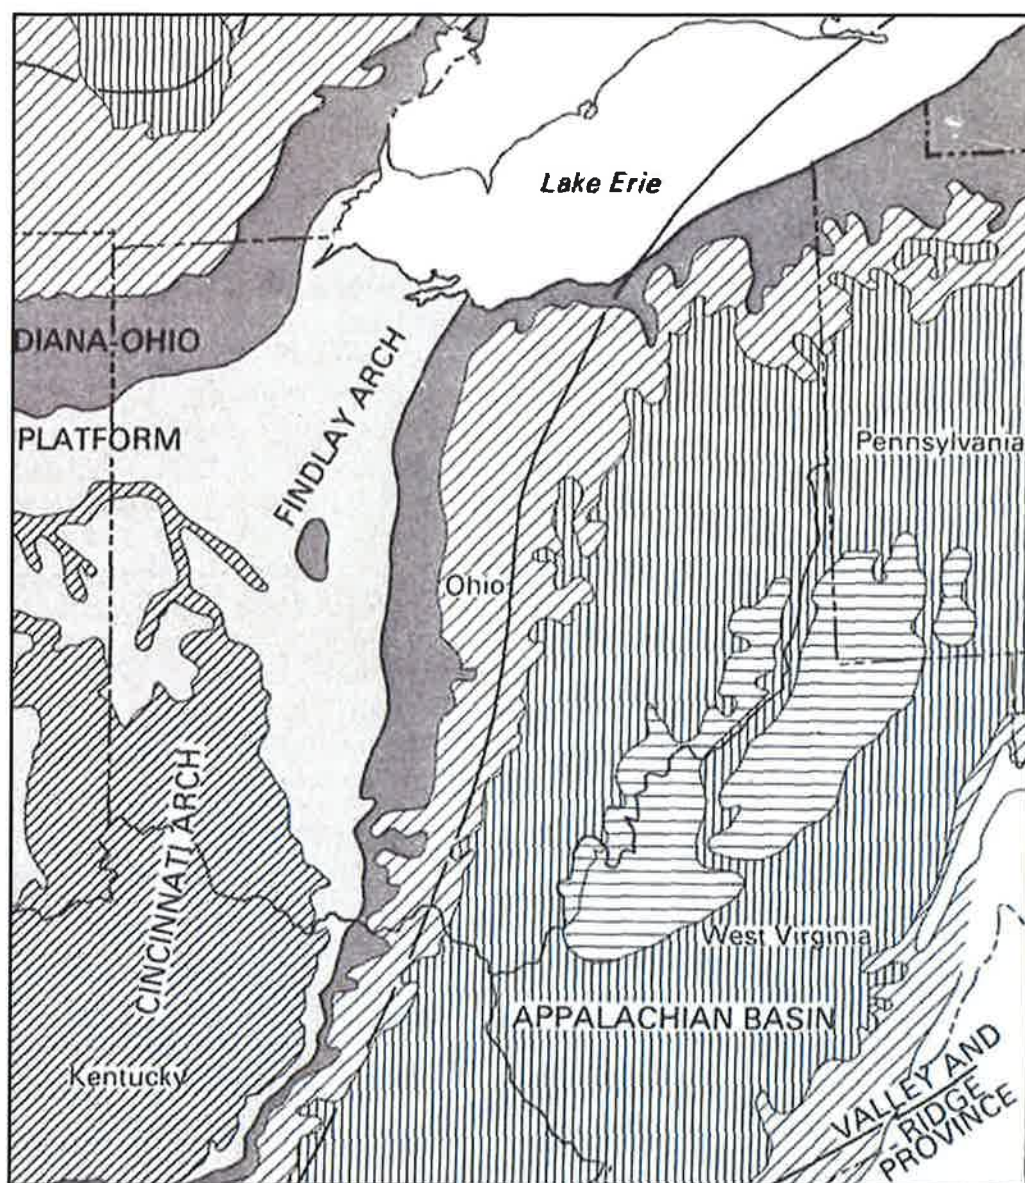 Lake Erie
DIANA-OHIO
PLATFORM
FINDLAY ARCH
Pennsylvania
Ohio
CINCINNATI ARCH
West Virginia
APPALACHIAN BASIN
Kentucky
VALLEY AND
RIDGE
PROVINCE